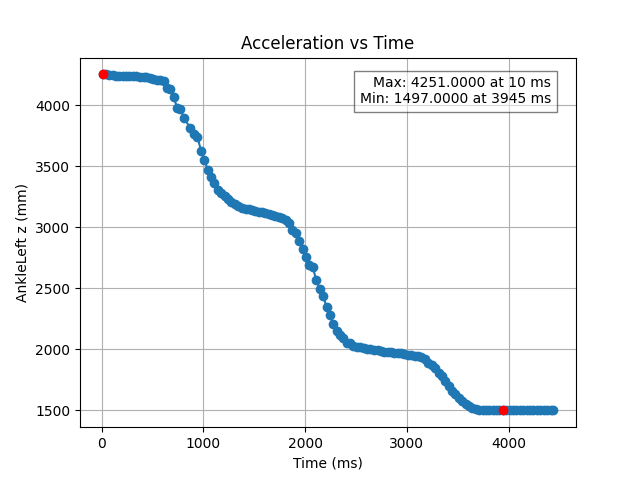 Acceleration vs Time
Max: 4251.0000 at 10 ms
Min: 1497.0000 at 3945 ms
4000
3500
3000
2500
2000
1500
AnkleLeft z (mm)
0 1000 2000 3000 4000
Time (ms)